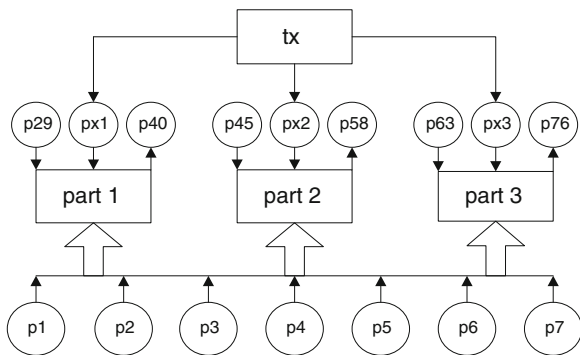 tx
p29 px1 p40 p45 px2 p58 p63 px3 p76
part 1 part 2 part 3
p1 p2 p3 p4 p5 p6 p7